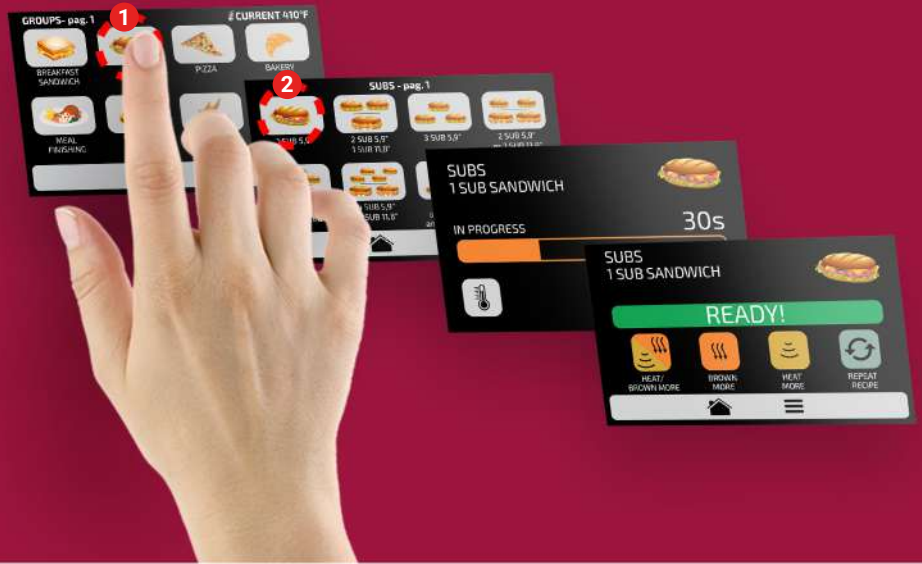 GROUPS- pag. 1
CURRENT 410°F
1
BREAKFAST
SANDWICH
PIZZA
BAKERY
MEAL
FINISHING
2
SUBS - pag. 1
SUB 5,9"
2 SUB 5,9"
1 SUB 11,8"
3 SUB 5,9"
2 SUB 5,9"
SUB 5,9"
SUB 11,8"
SUBS
1 SUB SANDWICH
IN PROGRESS
30s
SUBS
1 SUB SANDWICH
READY!
HEAT/
BROWN MORE
BROWN
MORE
HEAT
MORE
REPEAT
RECIPE